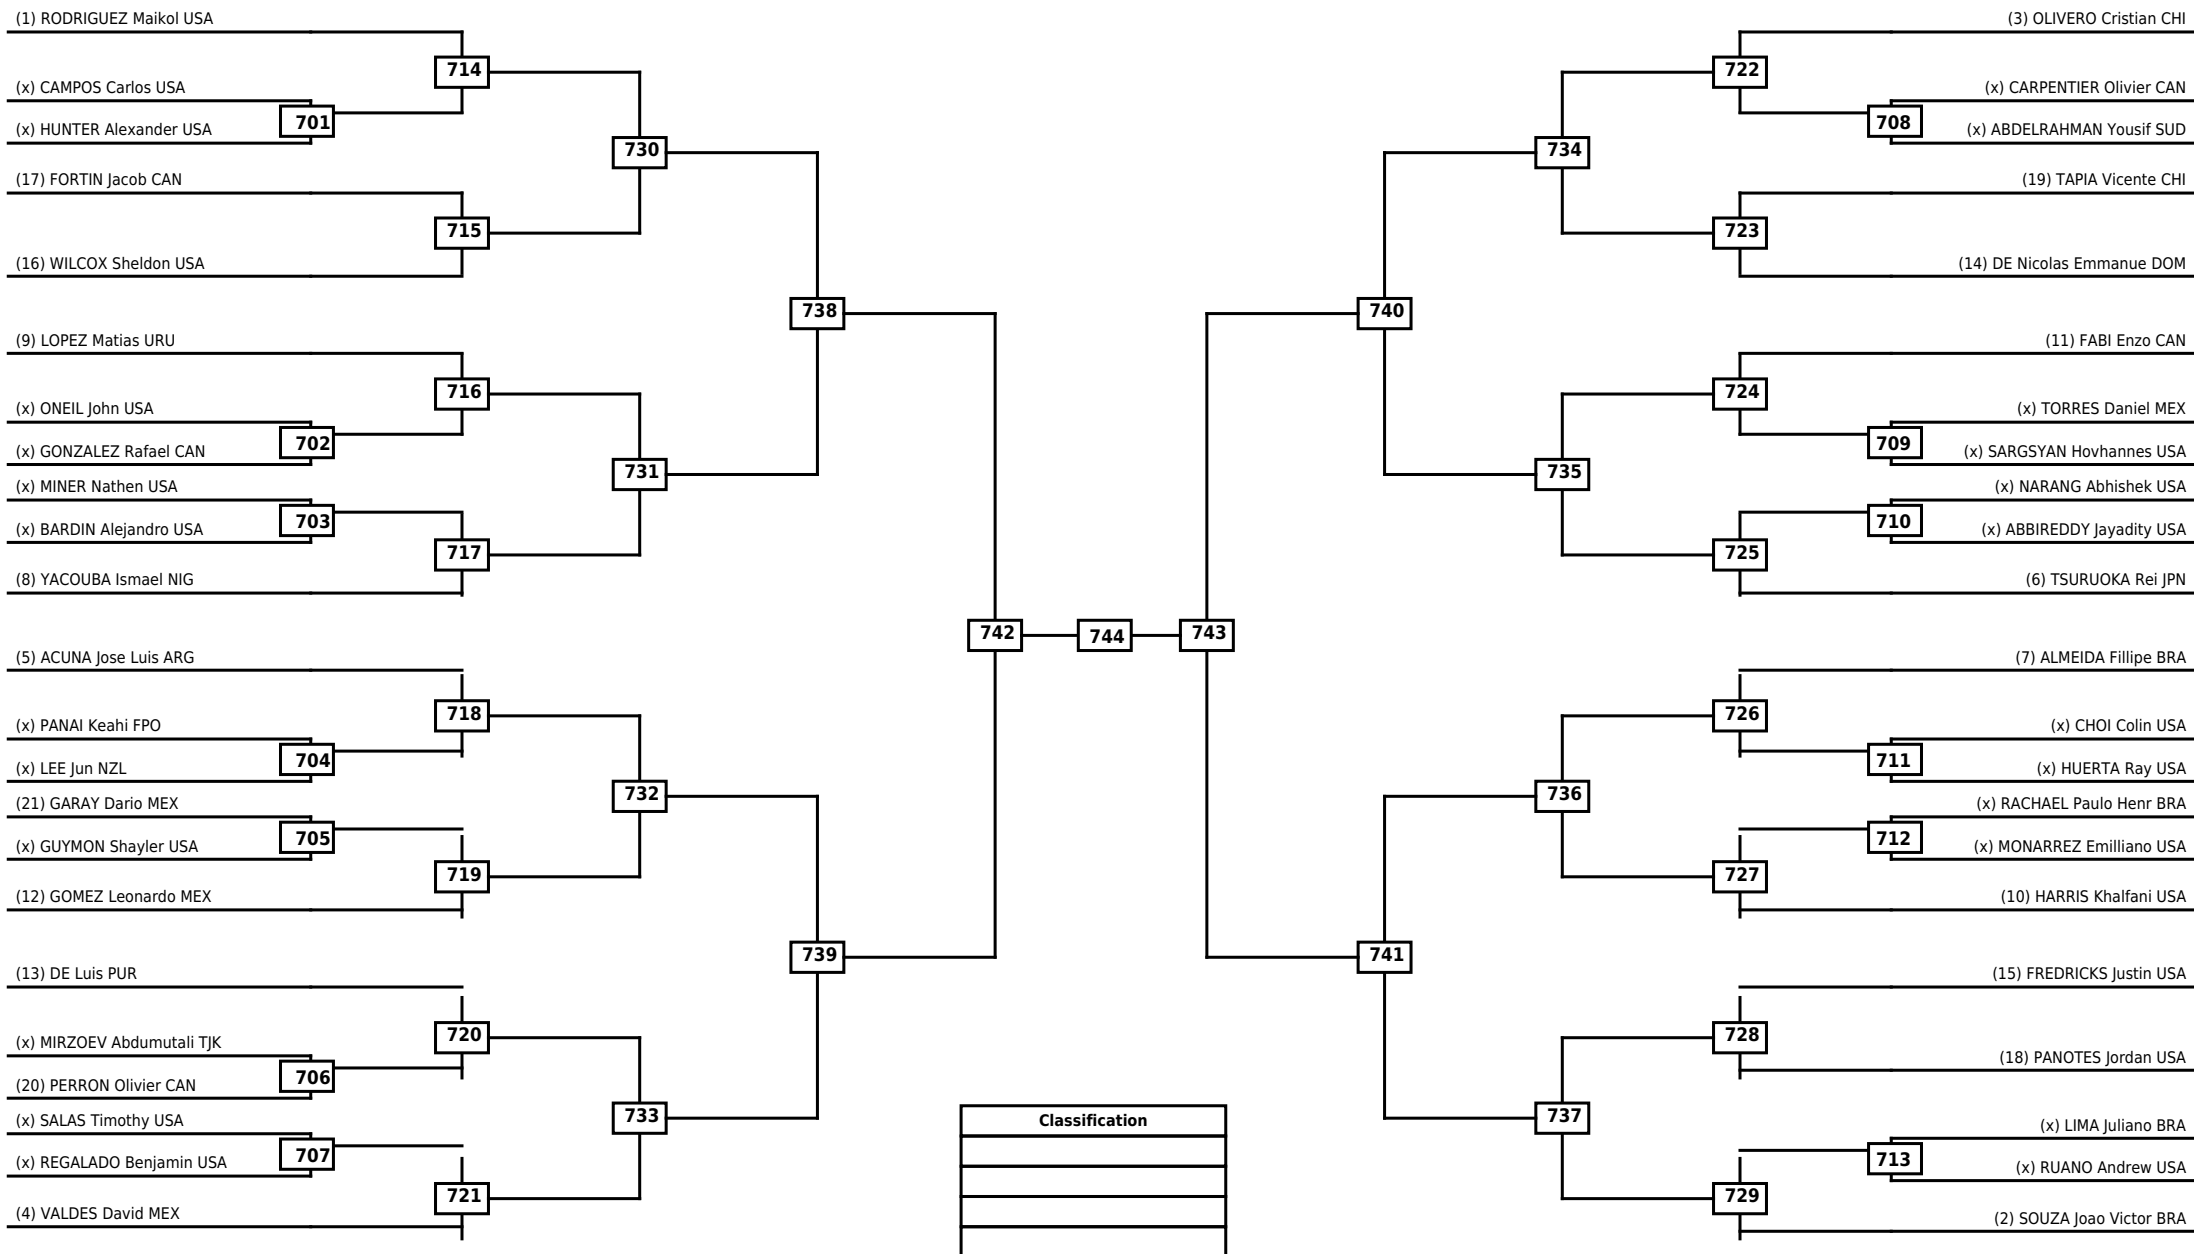 (1) RODRIGUEZ Maikol USA
714
(x) CAMPOS Carlos USA
701
(x) HUNTER Alexander USA
730
(17) FORTIN Jacob CAN
715
(16) WILCOX Sheldon USA
738
(9) LOPEZ Matias URU
716
(x) ONEIL John USA
702
(x) GONZALEZ Rafael CAN
731
(x) MINER Nathen USA
703
(x) BARDIN Alejandro USA
717
(8) YACOUBA Ismael NIG
742
(5) ACUNA Jose Luis ARG
718
(x) PANAI Keahi FPO
704
(x) LEE Jun NZL
732
(21) GARAY Dario MEX
705
(x) GUYMON Shayler USA
719
(12) GOMEZ Leonardo MEX
739
(13) DE Luis PUR
720
(x) MIRZOEV Abdumutali TJK
706
(20) PERRON Olivier CAN
733
(x) SALAS Timothy USA
707
(x) REGALADO Benjamin USA
721
(4) VALDES David MEX
744
(3) OLIVERO Cristian CHI
722
(x) CARPENTIER Olivier CAN
708
(x) ABDELRAHMAN Yousif SUD
734
(19) TAPIA Vicente CHI
723
(14) DE Nicolas Emmanue DOM
740
(11) FABI Enzo CAN
724
(x) TORRES Daniel MEX
709
(x) SARGSYAN Hovhannes USA
735
(x) NARANG Abhishek USA
710
(x) ABBIREDDY Jayadity USA
725
(6) TSURUOKA Rei JPN
743
(7) ALMEIDA Fillipe BRA
726
(x) CHOI Colin USA
711
(x) HUERTA Ray USA
736
(x) RACHAEL Paulo Henr BRA
712
(x) MONARREZ Emilliano USA
727
(10) HARRIS Khalfani USA
741
(15) FREDRICKS Justin USA
728
(18) PANOTES Jordan USA
737
(x) LIMA Juliano BRA
713
(x) RUANO Andrew USA
729
(2) SOUZA Joao Victor BRA
Classification